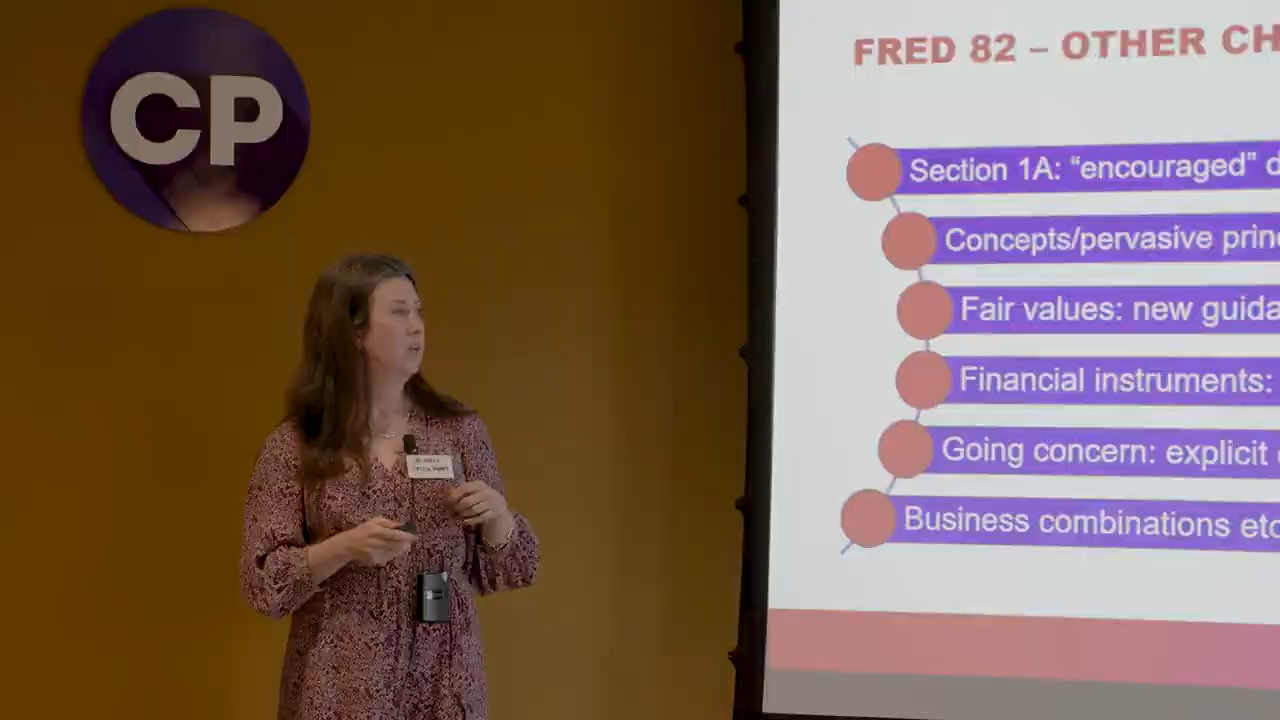 CP
FRED 82 – OTHER CH
Section 1A: “encouraged” d
Concepts/pervasive princ
Fair values: new guida
Financial instruments:
Going concern: explicit
Business combinations etc